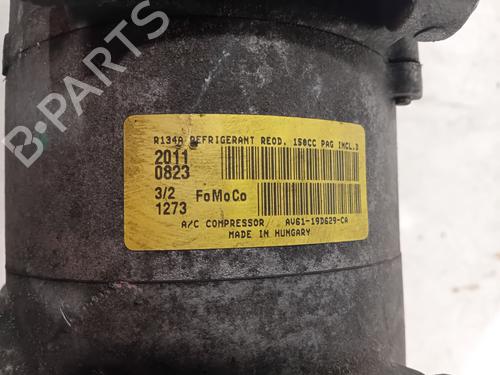 R134A REFRIGERANT REQD. 150CC PAG INCL.D
2011
0823
3/2
1273
FoMoCo
A/C COMPRESSOR AV61-19D629-CA
MADE IN HUNGARY
B-PARTS